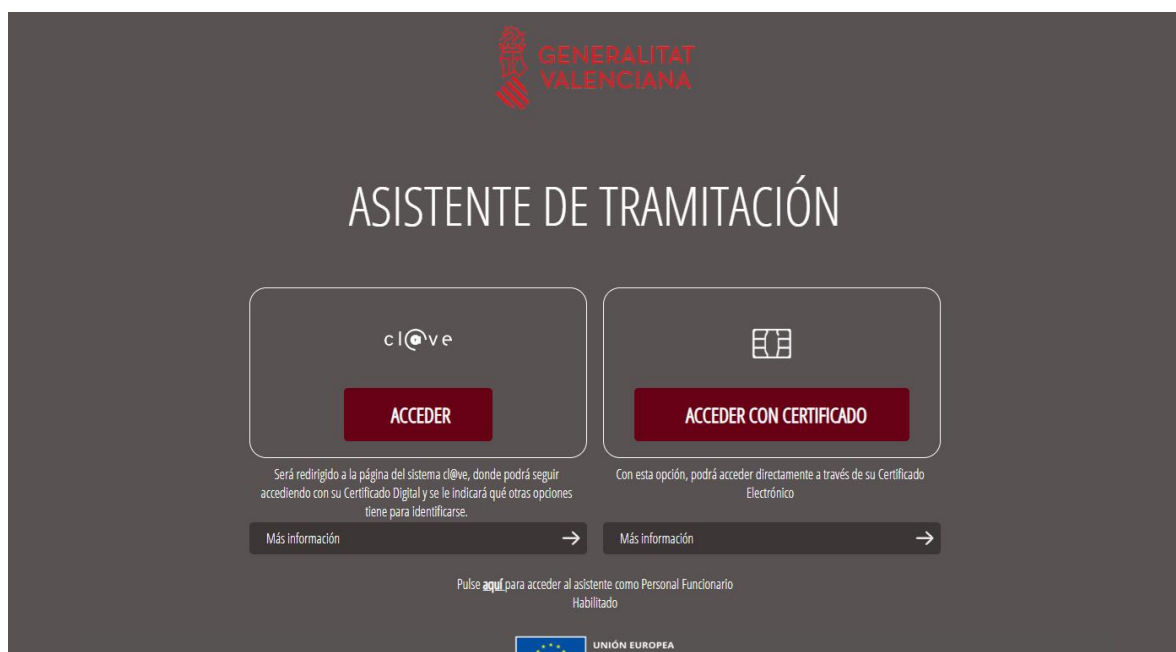 GENERALITAT
VALENCIANA
ASISTENTE DE TRAMITACIÓN
cl@ve
ACCEDER
Será redirigido a la página del sistema cl@ve, donde podrá seguir
accediendo con su Certificado Digital y se le indicará qué otras opciones
tiene para identificarse.
Más información
ACCEDER CON CERTIFICADO
Con esta opción, podrá acceder directamente a través de su Certificado
Electrónico
Más información
Pulse aquí para acceder al asistente como Personal Funcionario
Habilitado
UNIÓN EUROPEA